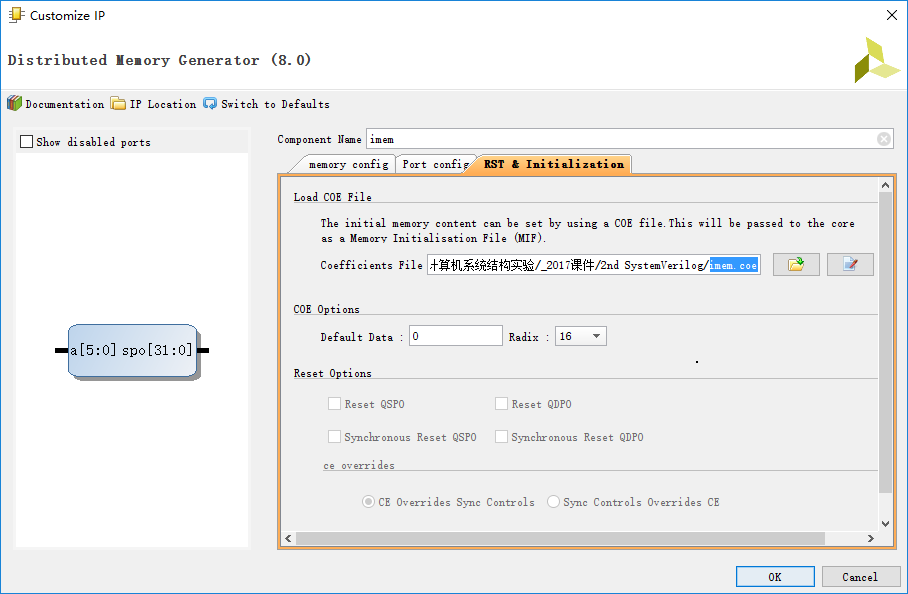 Customize IP
Distributed Memory Generator (8.0)
Documentation IP Location Switch to Defaults
Show disabled ports
a[5:0] spo[31:0]
Component Name imem
memory config Port config RST & Initialization
Load COE File
The initial memory content can be set by using a COE file.This will be passed to the core
as a Memory Initialisation File (MIF).
Coefficients File 计算机系统结构实验/_2017课件/2nd SystemVerilog/imem.coe
COE Options
Default Data : 0 Radix : 16
Reset Options
Reset QSPO Reset QDPO
Synchronous Reset QSPO Synchronous Reset QDPO
ce overrides
CE Overrides Sync Controls Sync Controls Overrides CE
OK Cancel